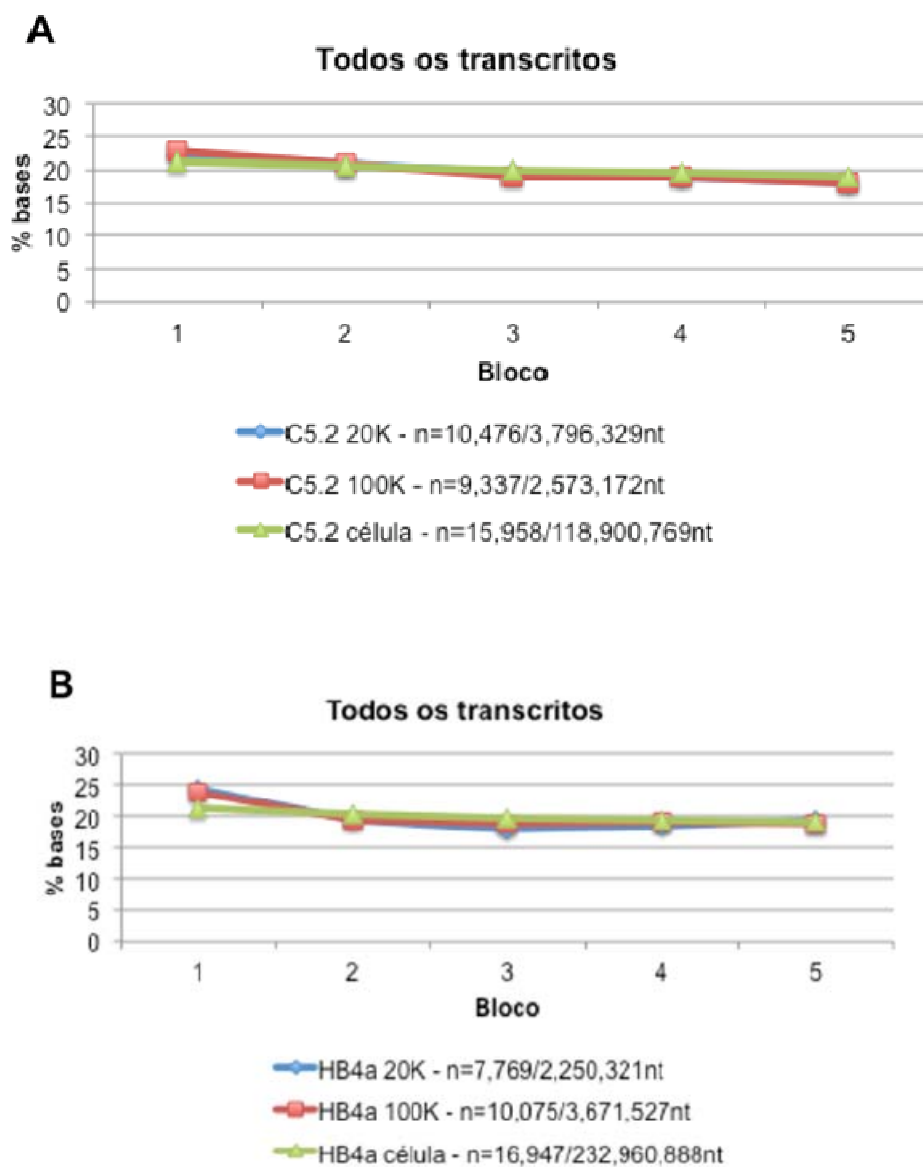 A
Todos os transcritos
30
25
20
15
10
5
0
% bases
1 2 3 4 5
Bloco
C5.2 20K - n=10,476/3,796,329nt
C5.2 100K - n=9,337/2,573,172nt
C5.2 célula - n=15,958/118,900,769nt
B
Todos os transcritos
30
25
20
15
10
5
0
% bases
1 2 3 4 5
Bloco
HB4a 20K - n=7,769/2,250,321nt
HB4a 100K - n=10,075/3,671,527nt
HB4a célula - n=16,947/232,960,888nt